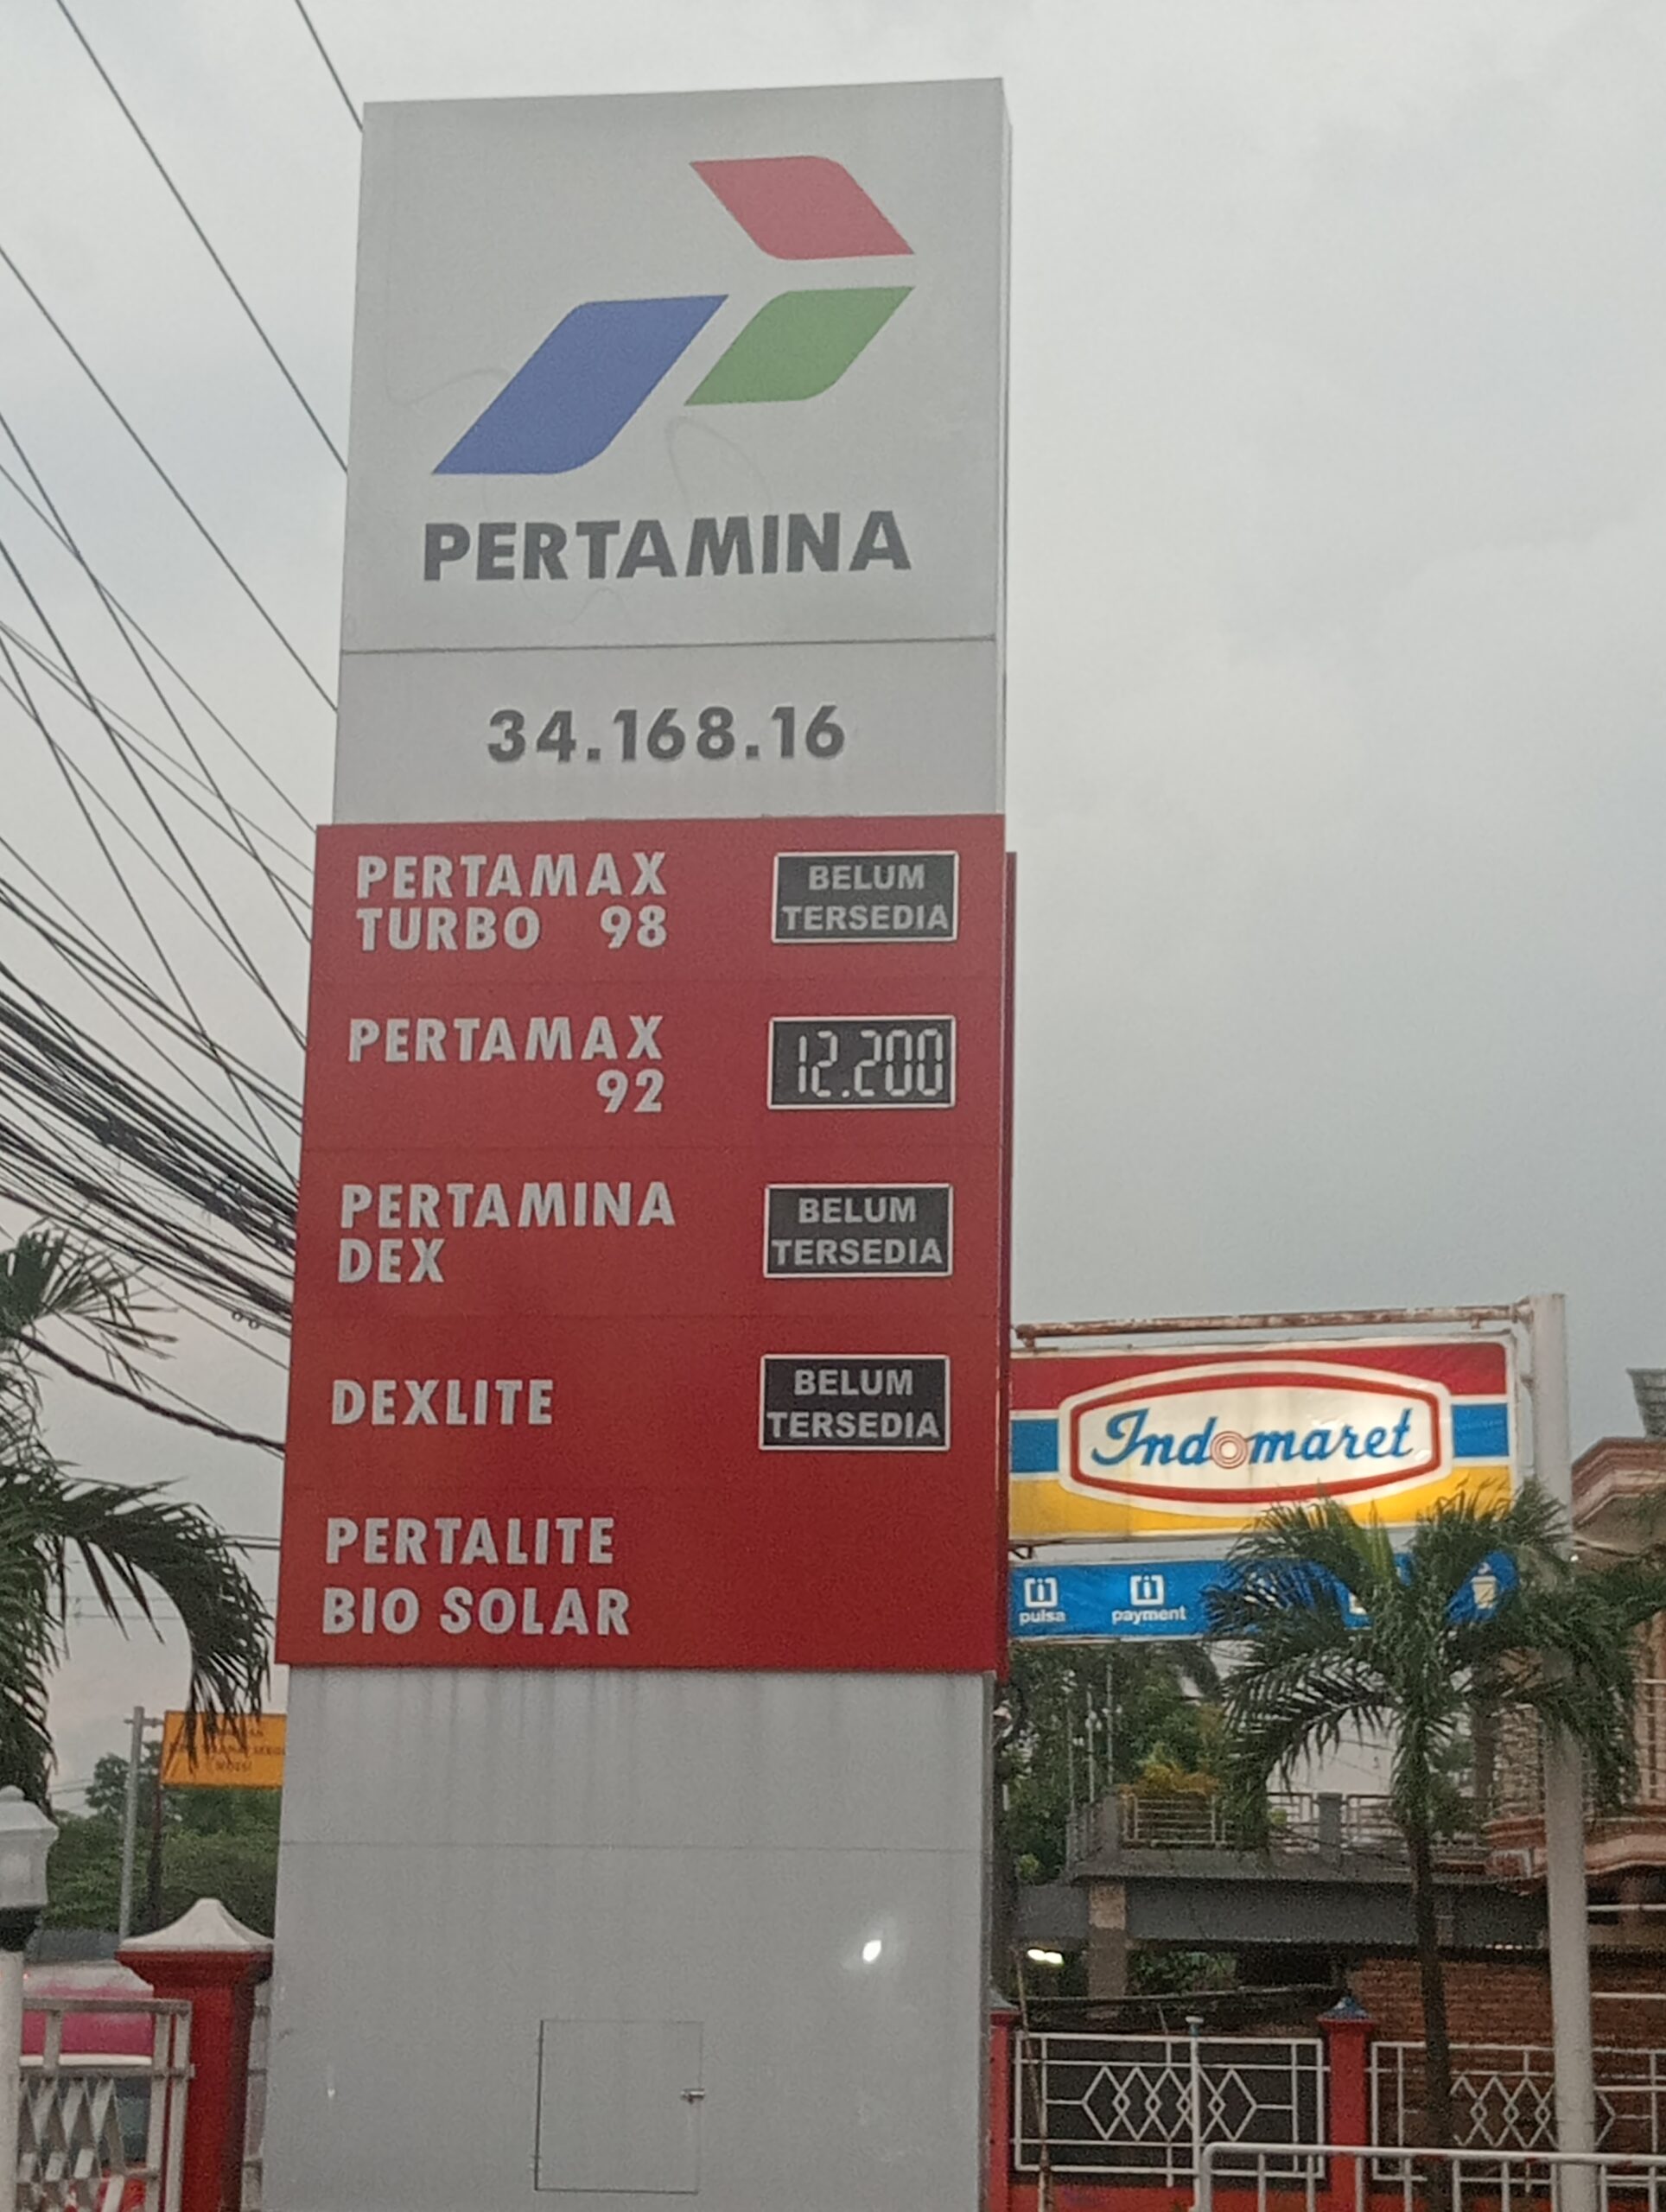 PERTAMINA
34.168.16
PERTAMAX
TURBO 98
BELUM
TERSEDIA
PERTAMAX
92
12.200
PERTAMINA
DEX
BELUM
TERSEDIA
DEXLITE
BELUM
TERSEDIA
PERTALITE
BIO SOLAR
Indomaret
pulsa
payment